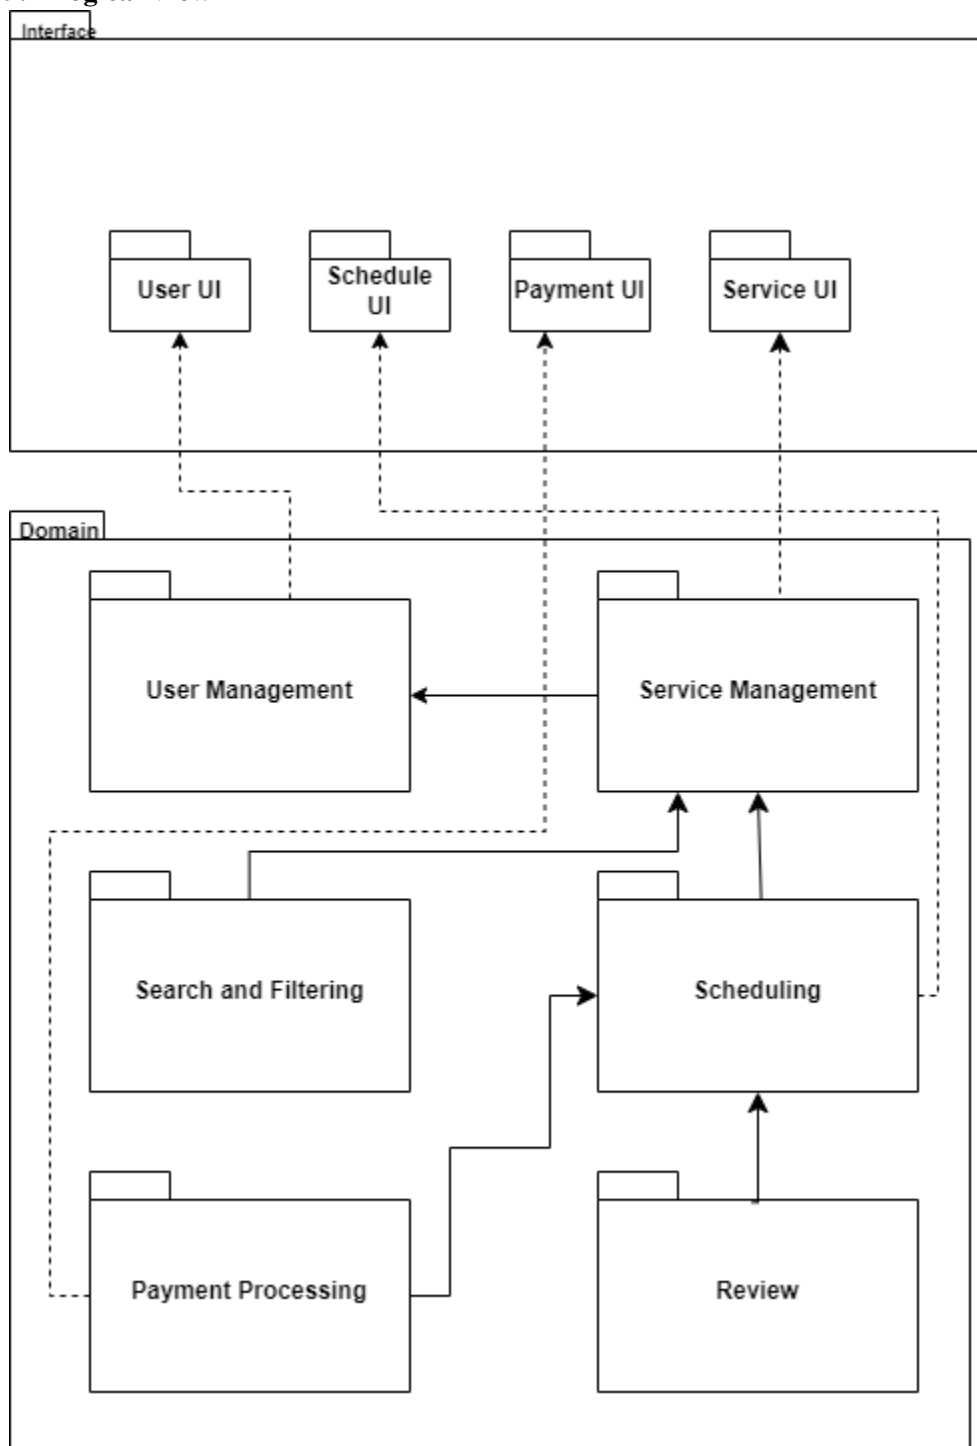 Interface
User UI
Schedule
UI
Payment UI
Service UI
Domain
User Management
Service Management
Search and Filtering
Scheduling
Payment Processing
Review